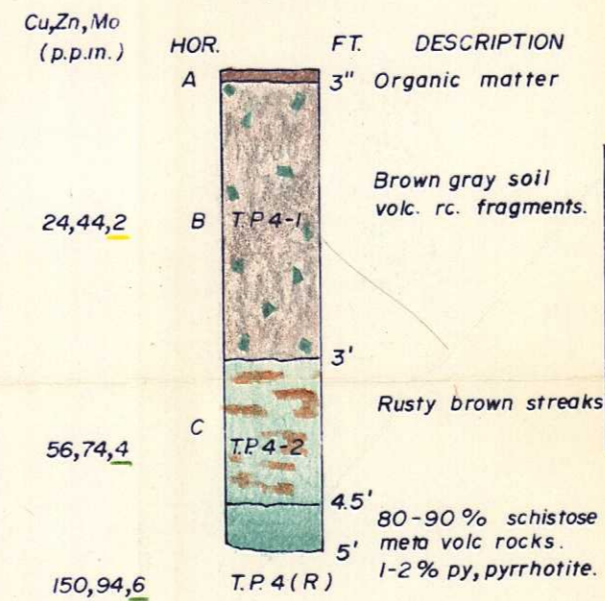 Cu,Zn,Mo
(p.p.m.)
HOR. FT. DESCRIPTION
A 3" Organic matter
Brown gray soil
volc. rc. fragments.
24,44,2 B T.P.4-1
3'
Rusty brown streaks
C
56,74,4 T.P.4-2
4.5'
80-90% schistose
meta volc rocks.
1-2% py, pyrrhotite.
5'
150,94,6 T.P.4(R)